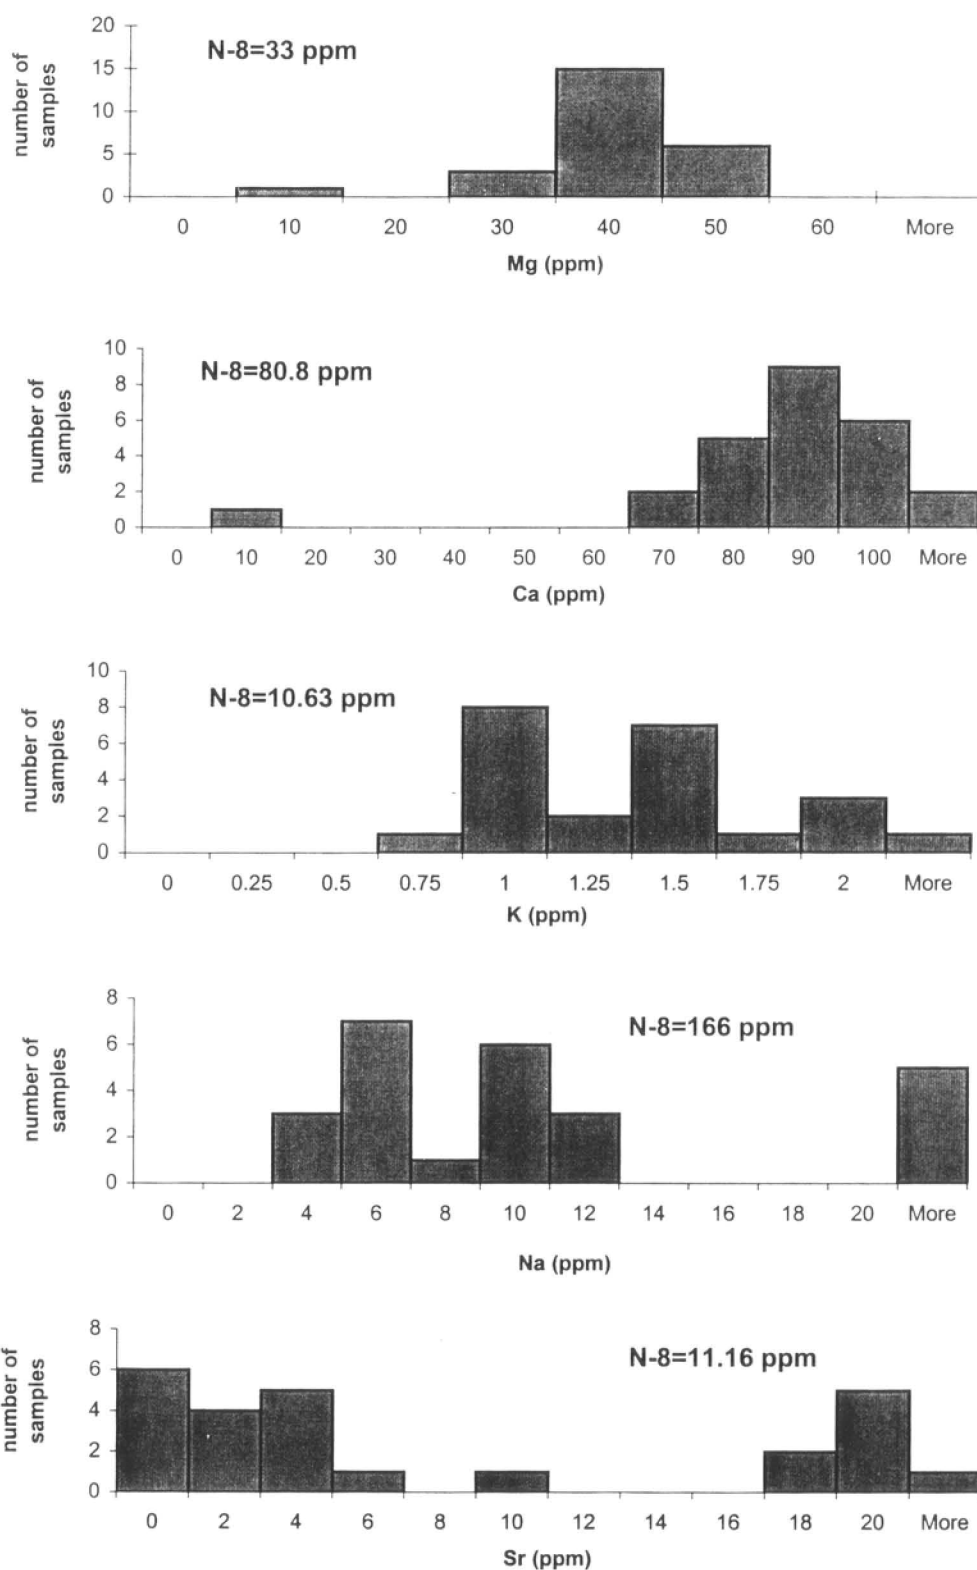 20
15
10
5
0
number of
samples
N-8=33 ppm
0 10 20 30 40 50 60 More
Mg (ppm)
10
8
6
4
2
0
number of
samples
N-8=80.8 ppm
0 10 20 30 40 50 60 70 80 90 100 More
Ca (ppm)
10
8
6
4
2
0
number of
samples
N-8=10.63 ppm
0 0.25 0.5 0.75 1 1.25 1.5 1.75 2 More
K (ppm)
8
6
4
2
0
number of
samples
N-8=166 ppm
0 2 4 6 8 10 12 14 16 18 20 More
Na (ppm)
8
6
4
2
0
number of
samples
N-8=11.16 ppm
0 2 4 6 8 10 12 14 16 18 20 More
Sr (ppm)